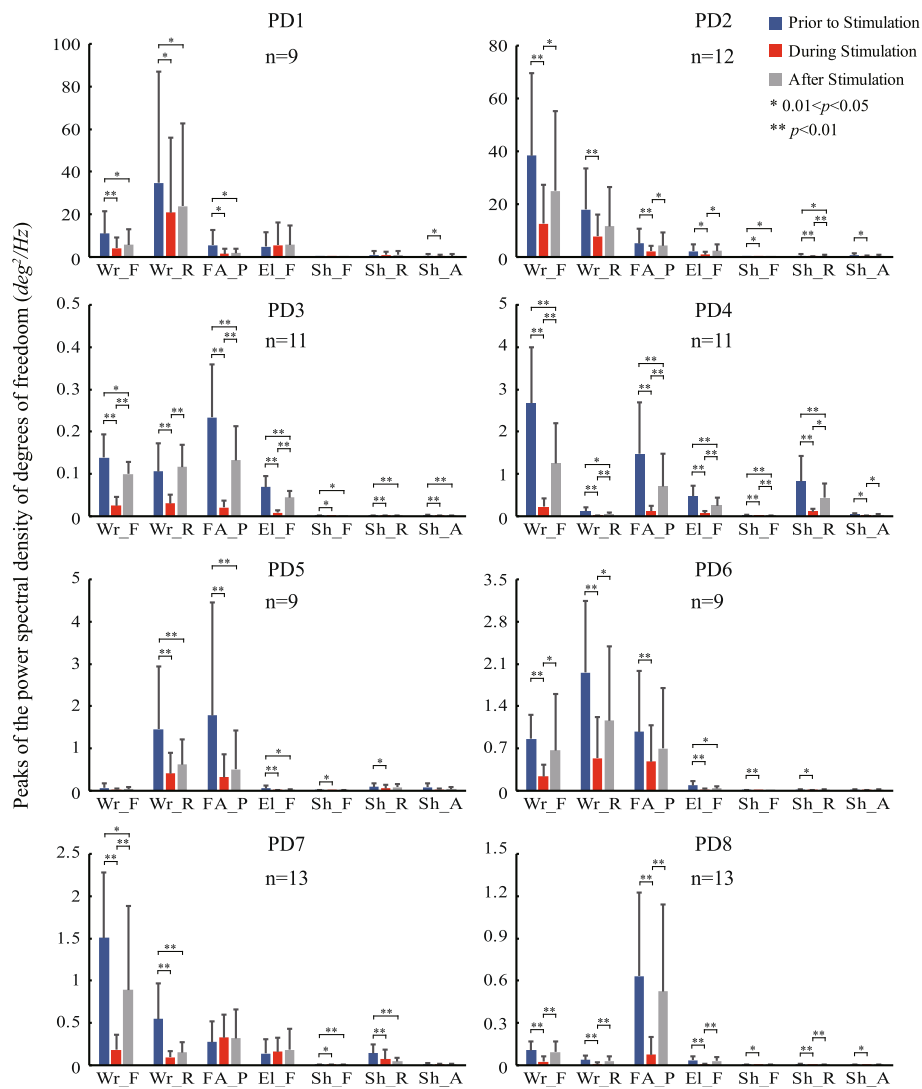 Peaks of the power spectral density of degrees of freedoom (deg²/Hz)
PD1
n=9
100
80
60
40
20
0
** * * * * * *
Wr_F Wr_R FA_P El_F Sh_F Sh_R Sh_A
PD2
n=12
80
60
40
20
0
** * ** ** * * * * * ** * ** *
Wr_F Wr_R FA_P El_F Sh_F Sh_R Sh_A
Prior to Stimulation
During Stimulation
After Stimulation
* 0.01<p<0.05
** p<0.01
PD3
n=11
0.5
0.4
0.3
0.2
0.1
0
** * ** ** ** ** ** ** ** ** ** * * ** ** ** **
Wr_F Wr_R FA_P El_F Sh_F Sh_R Sh_A
PD4
n=11
5
4
3
2
1
0
** ** ** ** * ** ** ** ** ** ** ** ** ** ** ** ** * * *
Wr_F Wr_R FA_P El_F Sh_F Sh_R Sh_A
PD5
n=9
5
4
3
2
1
0
** ** ** ** ** * * *
Wr_F Wr_R FA_P El_F Sh_F Sh_R Sh_A
PD6
n=9
3.5
2.8
2.1
1.4
0.7
0
** * ** * ** ** * ** *
Wr_F Wr_R FA_P El_F Sh_F Sh_R Sh_A
PD7
n=13
2.5
2
1.5
1
0.5
0
** * ** ** ** * ** ** **
Wr_F Wr_R FA_P El_F Sh_F Sh_R Sh_A
PD8
n=13
1.5
1.2
0.9
0.6
0.3
0
** ** ** ** ** ** ** ** * ** ** *
Wr_F Wr_R FA_P El_F Sh_F Sh_R Sh_A